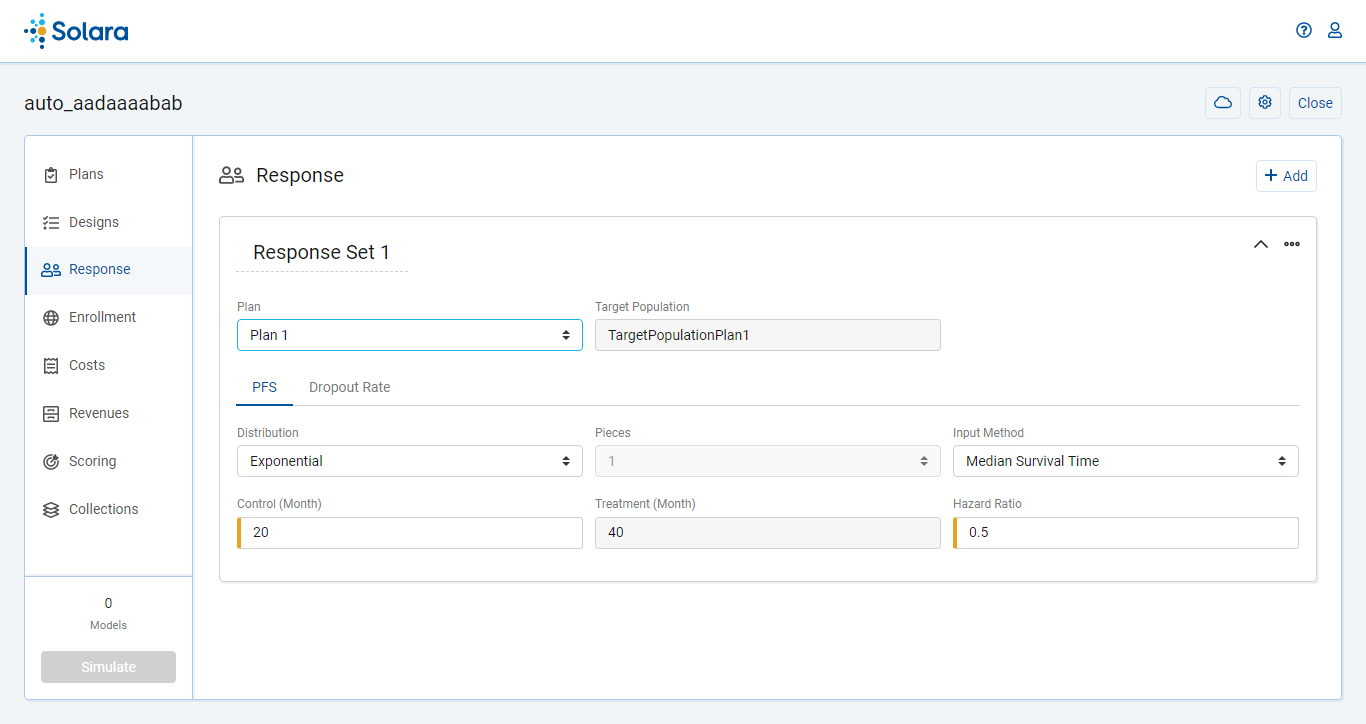 Solara
auto_aadaaaabab
Close
Plans
Designs
Response
Enrollment
Costs
Revenues
Scoring
Collections
0
Models
Simulate
Response
Add
Response Set 1
Plan
Target Population
Plan 1
TargetPopulationPlan1
PFS
Dropout Rate
Distribution
Pieces
Input Method
Exponential
1
Median Survival Time
Control (Month)
Treatment (Month)
Hazard Ratio
20
40
0.5